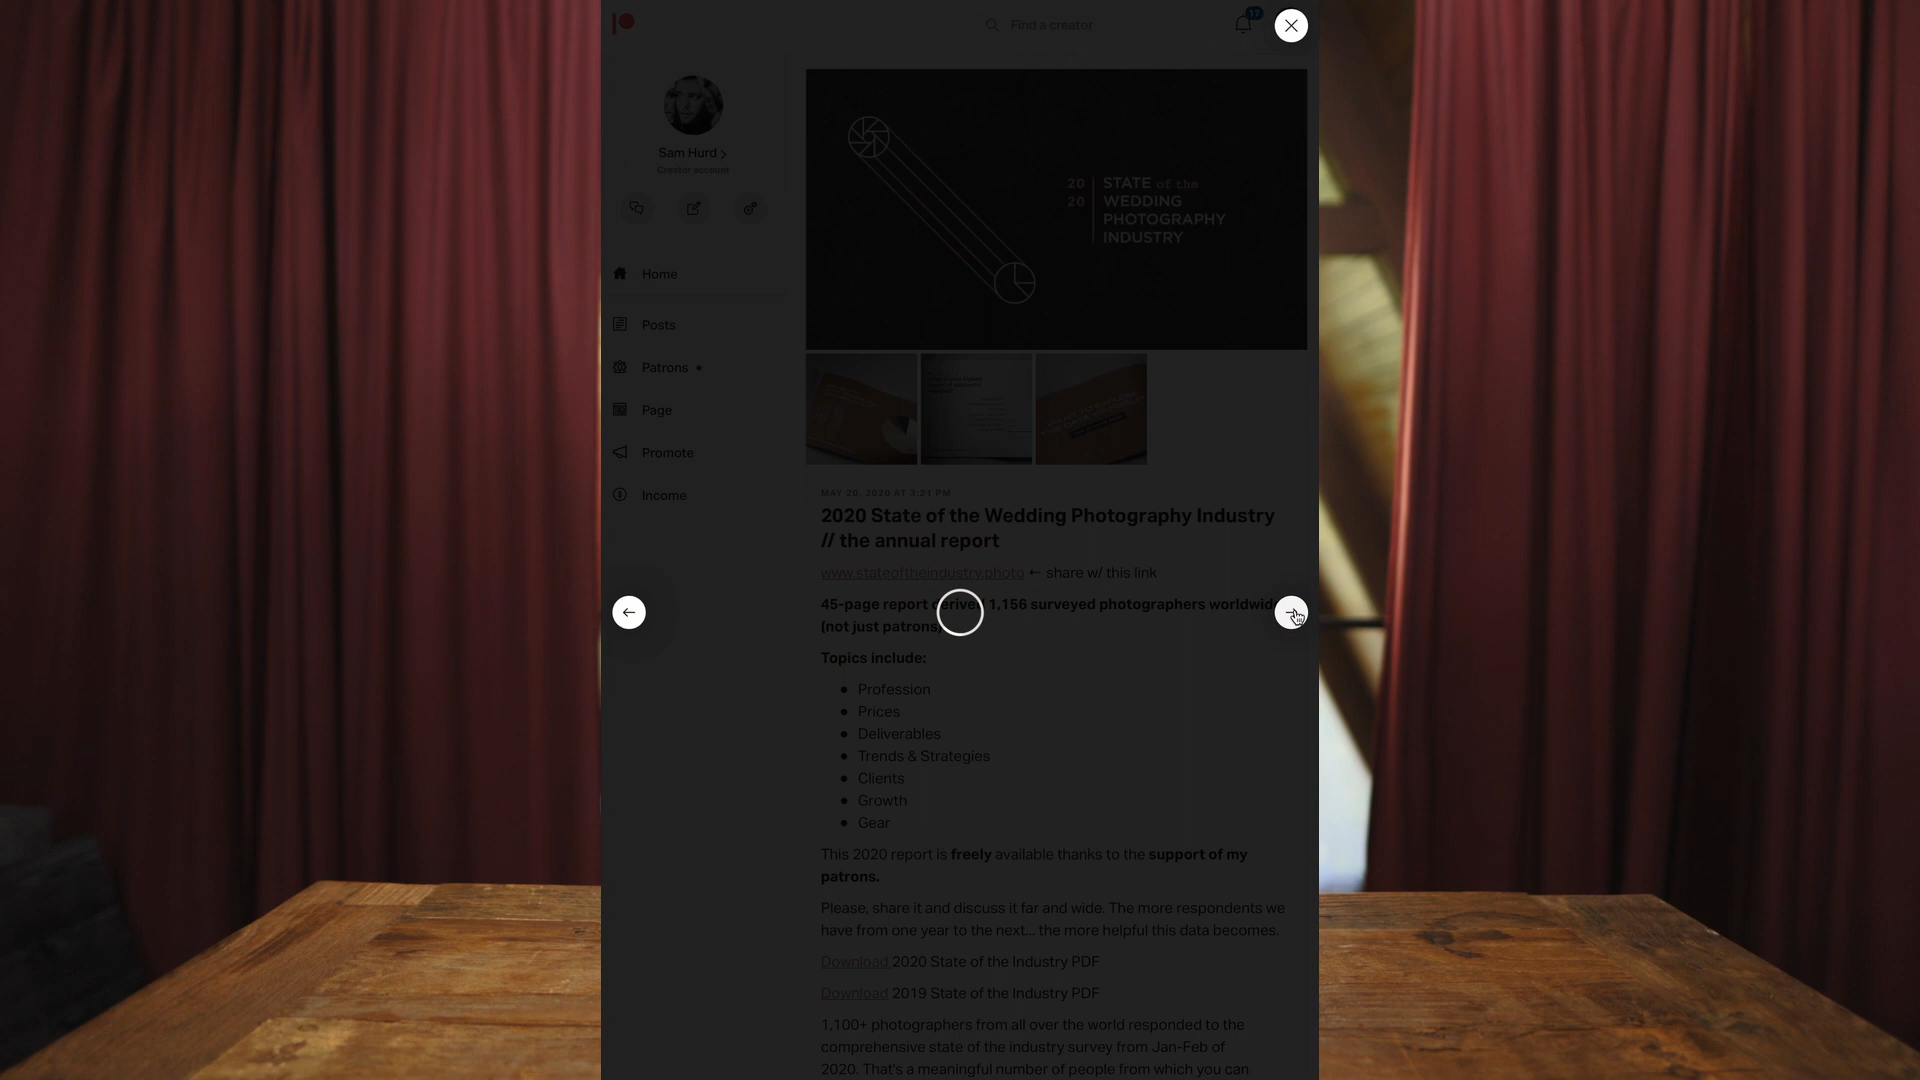 Find a creator
17
Sam Hurd
Creator account
Home
Posts
Patrons
Page
Promote
Income
20 20
STATE of the
WEDDING
PHOTOGRAPHY
INDUSTRY
MAY 20, 2020 AT 3:21 PM
2020 State of the Wedding Photography Industry
// the annual report
www.stateoftheindustry.photo ← share w/ this link
45-page report derived 1,156 surveyed photographers worldwide
(not just patrons)
Topics include:
Profession
Prices
Deliverables
Trends & Strategies
Clients
Growth
Gear
This 2020 report is freely available thanks to the support of my
patrons.
Please, share it and discuss it far and wide. The more respondents we
have from one year to the next... the more helpful this data becomes.
Download 2020 State of the Industry PDF
Download 2019 State of the Industry PDF
1,100+ photographers from all over the world responded to the
comprehensive state of the industry survey from Jan-Feb of
2020. That's a meaningful number of people from which you can